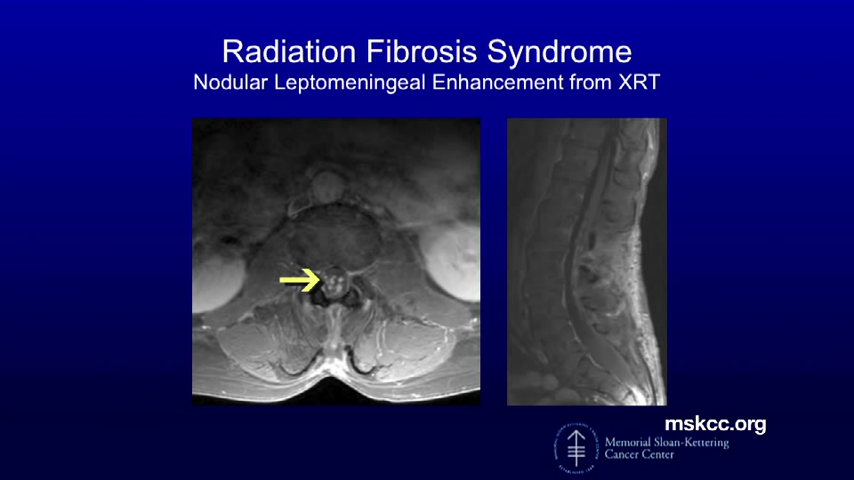 Radiation Fibrosis Syndrome
Nodular Leptomeningeal Enhancement from XRT
mskcc.org
Memorial Sloan-Kettering
Cancer Center